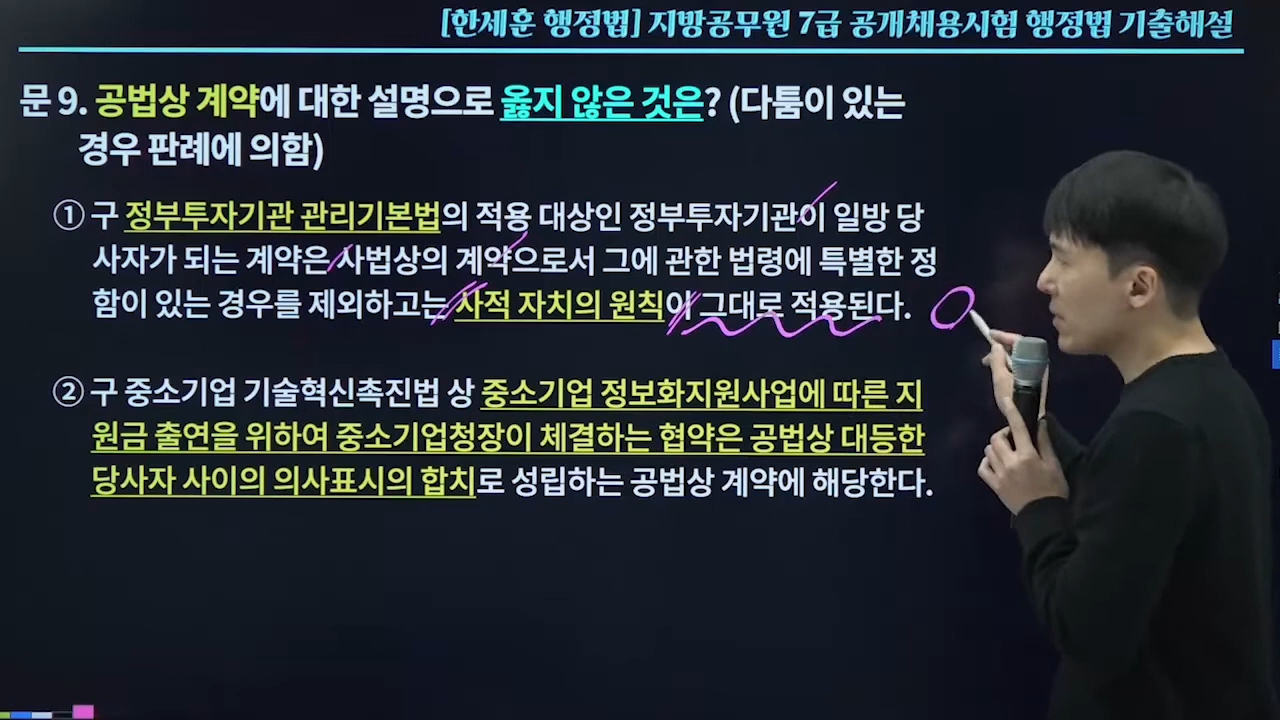 [한세훈 행정법] 지방공무원 7급 공개채용시험 행정법 기출해설
문 9. 공법상 계약에 대한 설명으로 옳지 않은 것은? (다툼이 있는
경우 판례에 의함)
① 구 정부투자기관 관리기본법의 적용 대상인 정부투자기관이 일방 당
사자가 되는 계약은 사법상의 계약으로서 그에 관한 법령에 특별한 정
함이 있는 경우를 제외하고는 사적 자치의 원칙이 그대로 적용된다.
② 구 중소기업 기술혁신촉진법 상 중소기업 정보화지원사업에 따른 지
원금 출연을 위하여 중소기업청장이 체결하는 협약은 공법상 대등한
당사자 사이의 의사표시의 합치로 성립하는 공법상 계약에 해당한다.